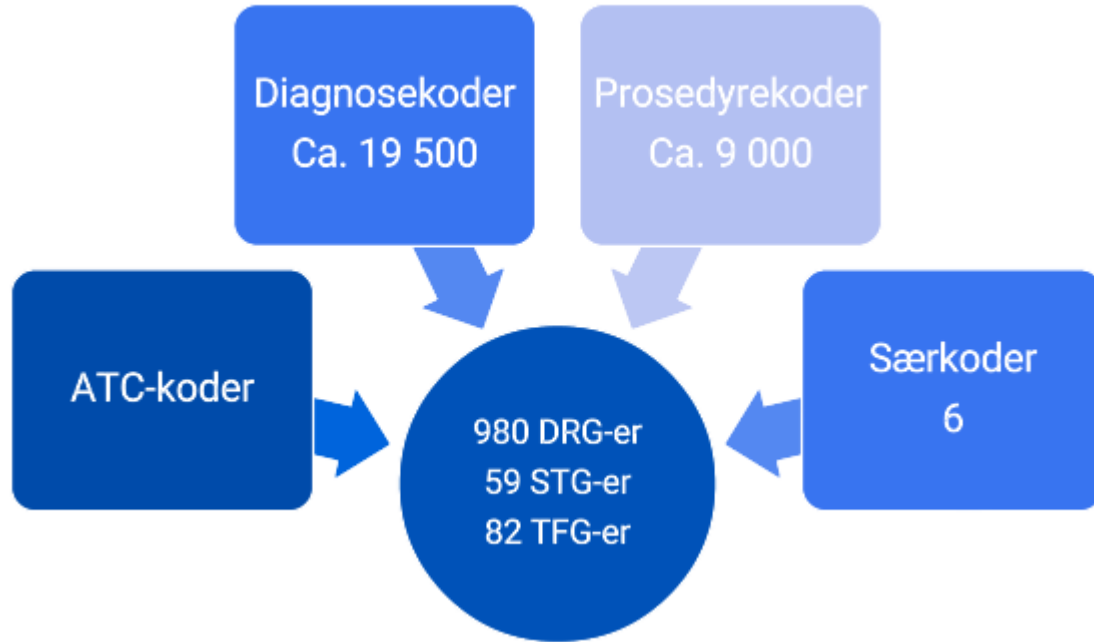 Diagnosekoder
Ca. 19 500
Prosedyrekoder
Ca. 9 000
ATC-koder
Særkoder
6
980 DRG-er
59 STG-er
82 TFG-er